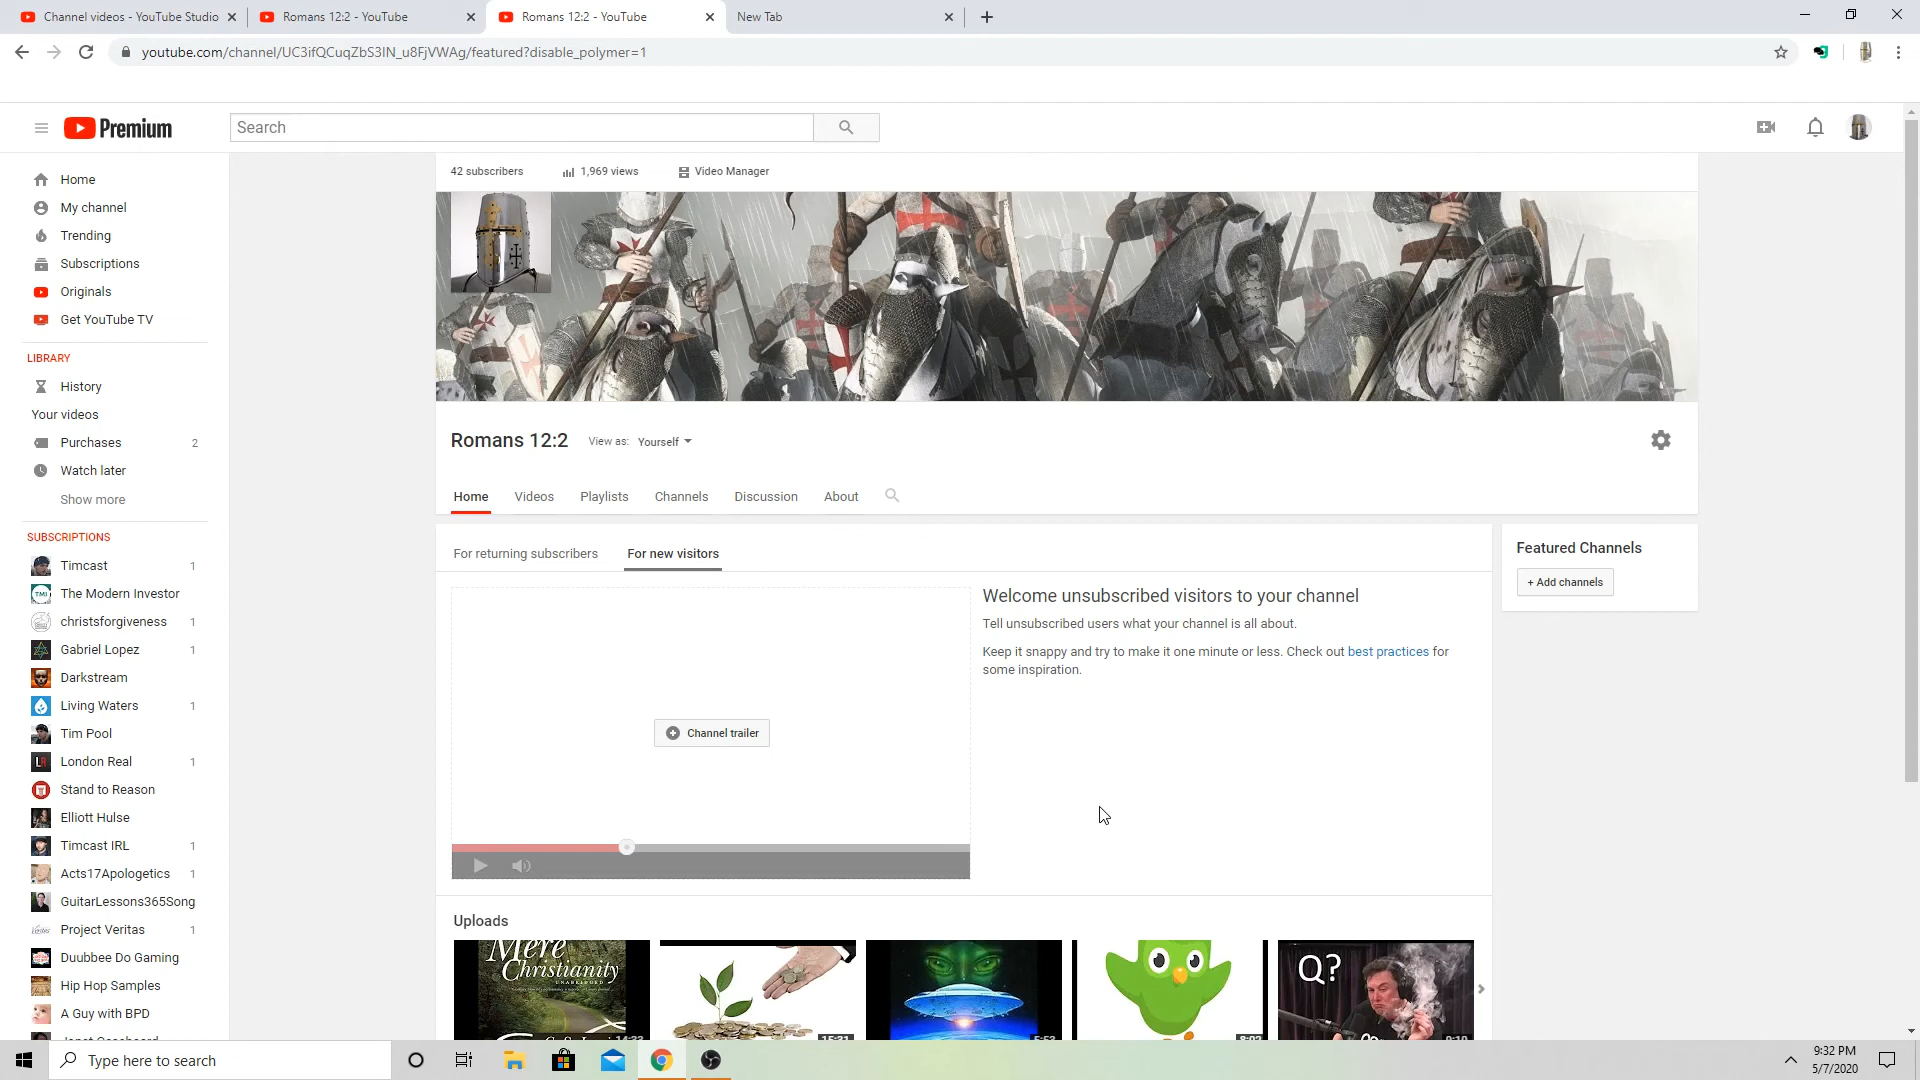 Channel videos - YouTube Studio
Romans 12:2 - YouTube
Romans 12:2 - YouTube
New Tab
youtube.com/channel/UC3ifQCuqZbS3IN_u8FjVWAg/featured?disable_polymer=1
Premium
Search
Home
My channel
Trending
Subscriptions
Originals
Get YouTube TV
LIBRARY
History
Your videos
Purchases 2
Watch later
Show more
SUBSCRIPTIONS
Timcast 1
TMI The Modern Investor
christsforgiveness 1
Gabriel Lopez 1
Darkstream
Living Waters 1
Tim Pool
LR London Real 1
Stand to Reason
Elliott Hulse
Timcast IRL 1
Acts17Apologetics 1
GuitarLessons365Song
Project Veritas 1
Duubbee Do Gaming
Hip Hop Samples
A Guy with BPD
42 subscribers
1,969 views
Video Manager
Romans 12:2
View as: Yourself
Home
Videos
Playlists
Channels
Discussion
About
For returning subscribers
For new visitors
Channel trailer
Welcome unsubscribed visitors to your channel
Tell unsubscribed users what your channel is all about.
Keep it snappy and try to make it one minute or less. Check out best practices for
some inspiration.
Featured Channels
+ Add channels
Uploads
Mere
Christianity
UNABRIDGED
Q?
Type here to search
9:32 PM
5/7/2020